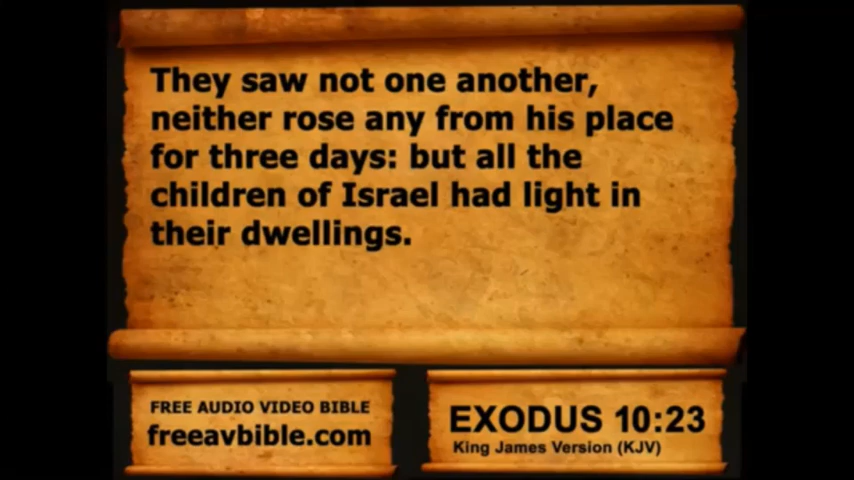 They saw not one another,
neither rose any from his place
for three days: but all the
children of Israel had light in
their dwellings.
FREE AUDIO VIDEO BIBLE
freeavbible.com
EXODUS 10:23
King James Version (KJV)